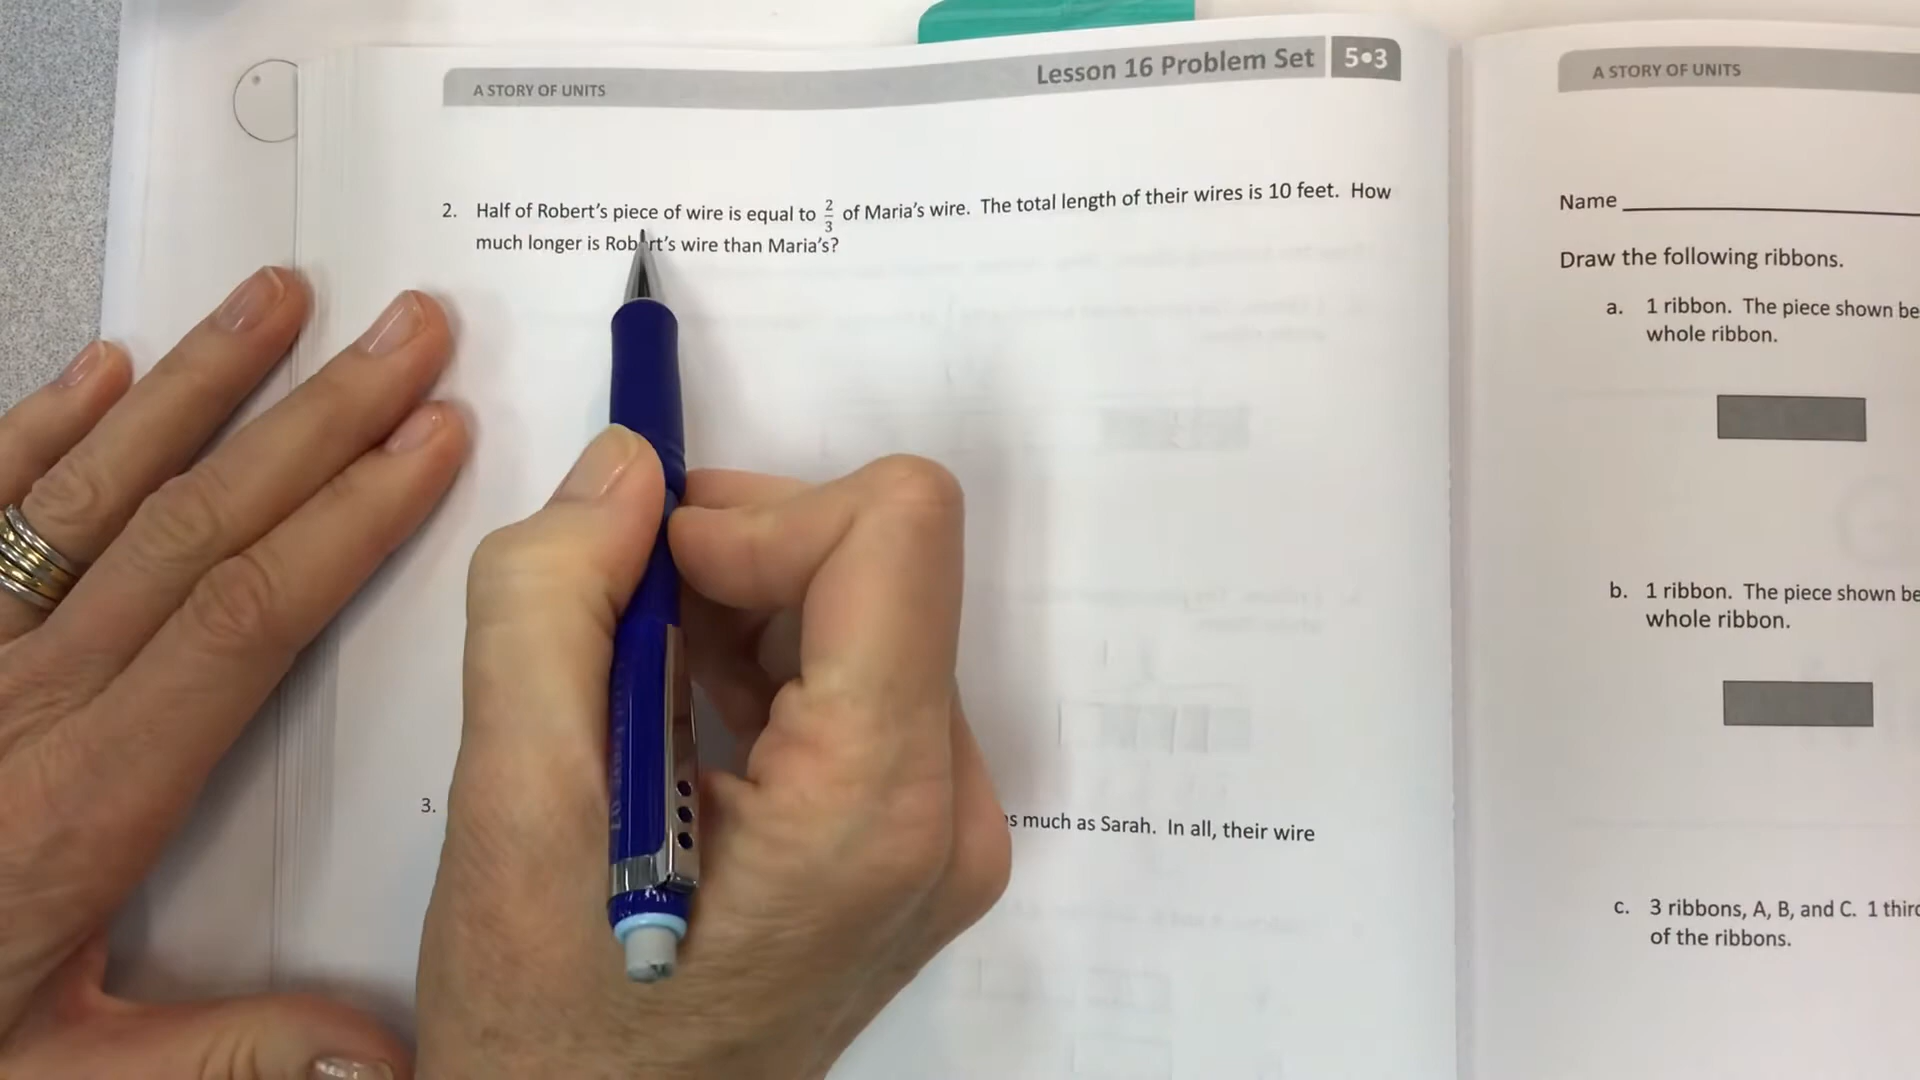 A STORY OF UNITS
Lesson 16 Problem Set 5•3
2. Half of Robert's piece of wire is equal to 2/3 of Maria's wire. The total length of their wires is 10 feet. How
much longer is Robert's wire than Maria's?
3.
much as Sarah. In all, their wire
A STORY OF UNITS
Name
Draw the following ribbons.
a. 1 ribbon. The piece shown be
whole ribbon.
b. 1 ribbon. The piece shown be
whole ribbon.
c. 3 ribbons, A, B, and C. 1 third
of the ribbons.